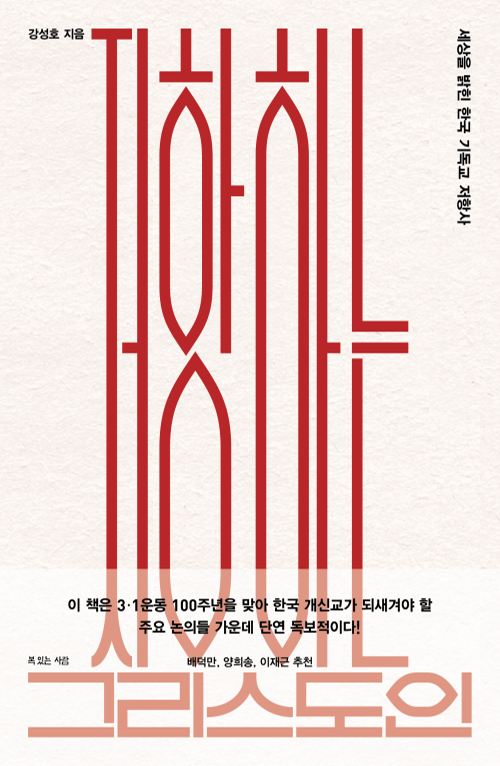 강성호 지음
저항하는
그리스도인
세상을 밝힌 한국 기독교 저항사
이 책은 3·1운동 100주년을 맞아 한국 개신교가 되새겨야 할
주요 논의들 가운데 단연 독보적이다!
복 있는 사람
배덕만, 양희송, 이재근 추천